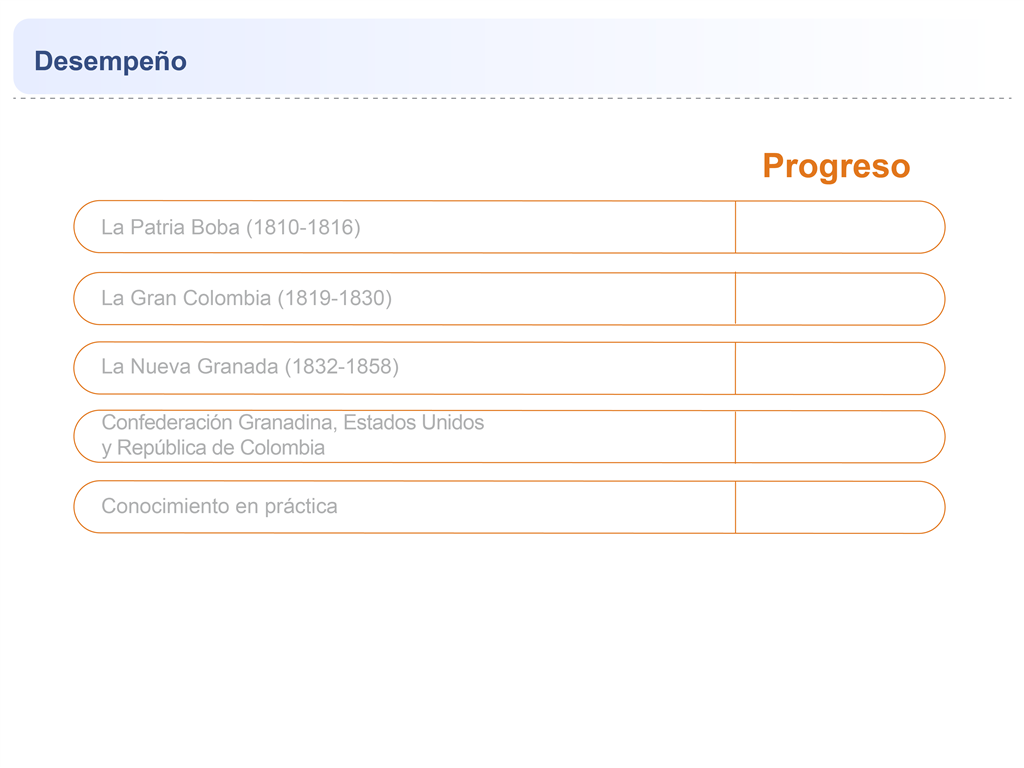 Desempeño
Progreso
La Patria Boba (1810-1816)
La Gran Colombia (1819-1830)
La Nueva Granada (1832-1858)
Confederación Granadina, Estados Unidos
y República de Colombia
Conocimiento en práctica